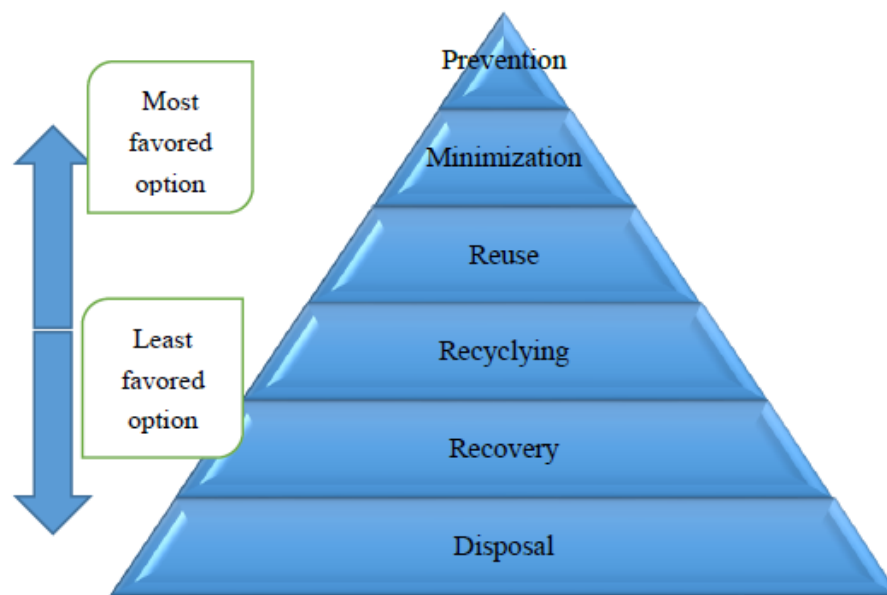 Prevention
Most
favored
option
Minimization
Reuse
Least
favored
option
Recyclying
Recovery
Disposal